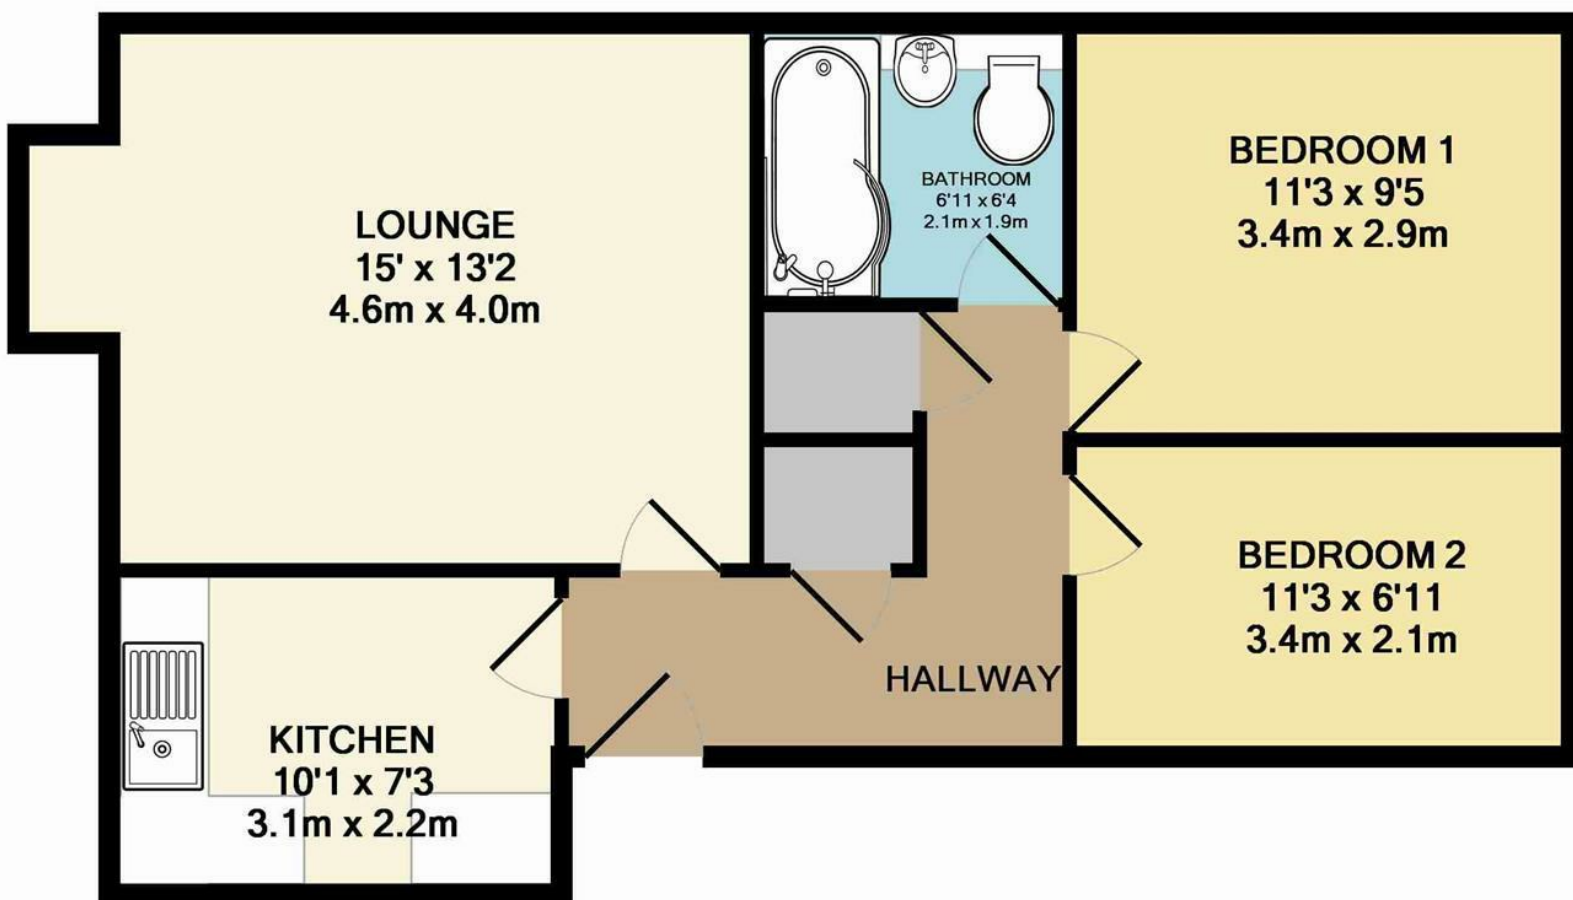 LOUNGE
15' x 13'2
4.6m x 4.0m
BATHROOM
6'11 x 6'4
2.1m x 1.9m
BEDROOM 1
11'3 x 9'5
3.4m x 2.9m
BEDROOM 2
11'3 x 6'11
3.4m x 2.1m
HALLWAY
KITCHEN
10'1 x 7'3
3.1m x 2.2m